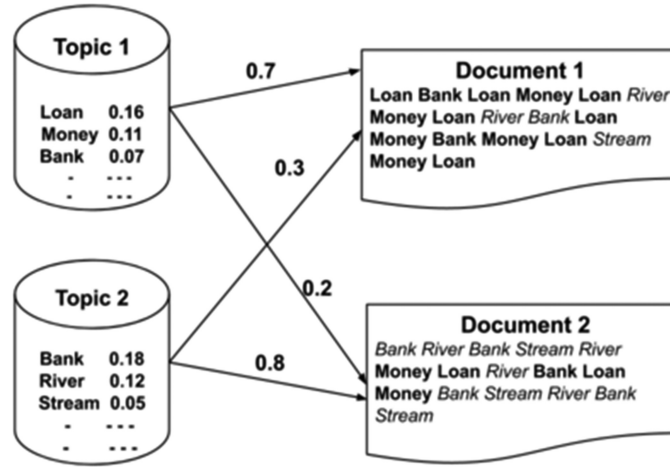 Topic 1
Loan 0.16
Money 0.11
Bank 0.07
- ---
- ---
0.7
0.3
0.2
0.8
Document 1
Loan Bank Loan Money Loan River
Money Loan River Bank Loan
Money Bank Money Loan Stream
Money Loan
Topic 2
Bank 0.18
River 0.12
Stream 0.05
- ---
- ---
Document 2
Bank River Bank Stream River
Money Loan River Bank Loan
Money Bank Stream River Bank
Stream